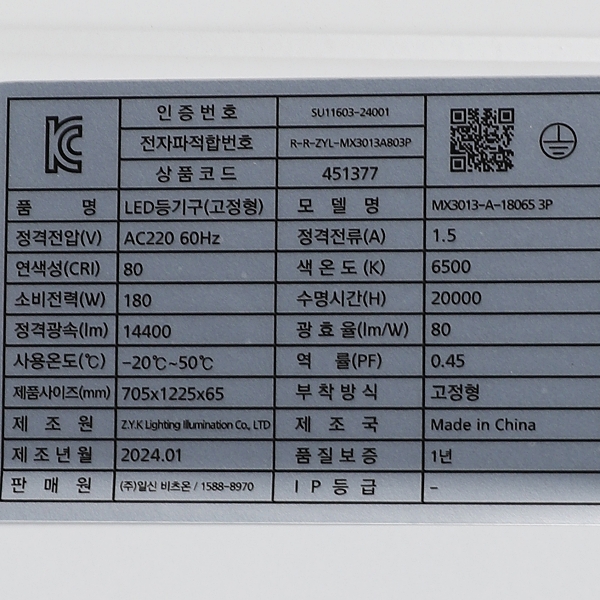 인증번호 SU11603-24001
전자파적합번호 R-R-ZYL-MX3013A803P
상품코드 451377
품 명 LED등기구(고정형) 모 델 명 MX3013-A-1806S 3P
정격전압(V) AC220 60Hz 정격전류(A) 1.5
연색성(CRI) 80 색온도(K) 6500
소비전력(W) 180 수명시간(H) 20000
정격광속(lm) 14400 광효율(lm/W) 80
사용온도(℃) -20℃~50℃ 역 률(PF) 0.45
제품사이즈(mm) 705x1225x65 부착방식 고정형
제 조 원 Z.Y.K Lighting Illumination Co., LTD 제 조 국 Made in China
제조년월 2024.01 품질보증 1년
판 매 원 (주)일신 비츠온 / 1588-8970 I P 등 급 -